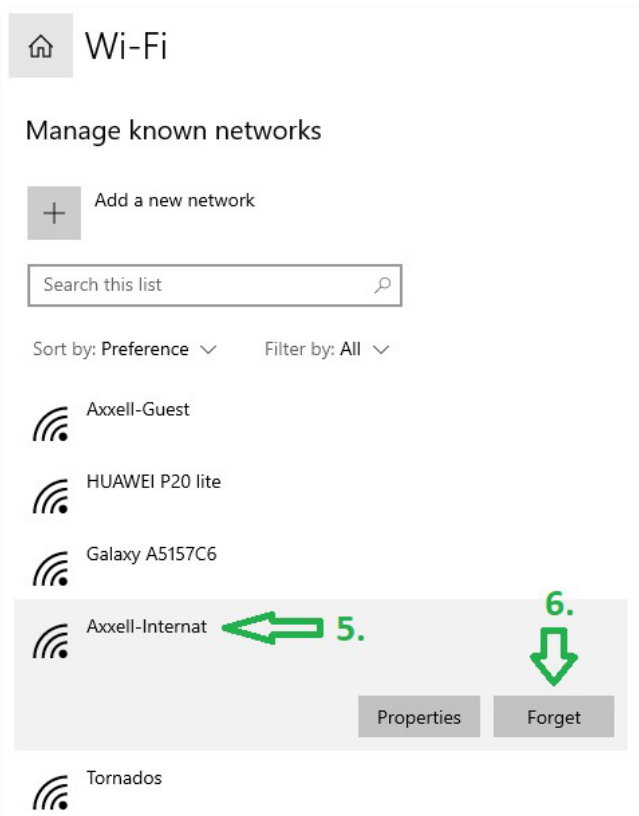 Wi-Fi
Manage known networks
Add a new network
Search this list
Sort by: Preference Filter by: All
Axxell-Guest
HUAWEI P20 lite
Galaxy A5157C6
6.
Axxell-Internat 5.
Properties Forget
Tornados